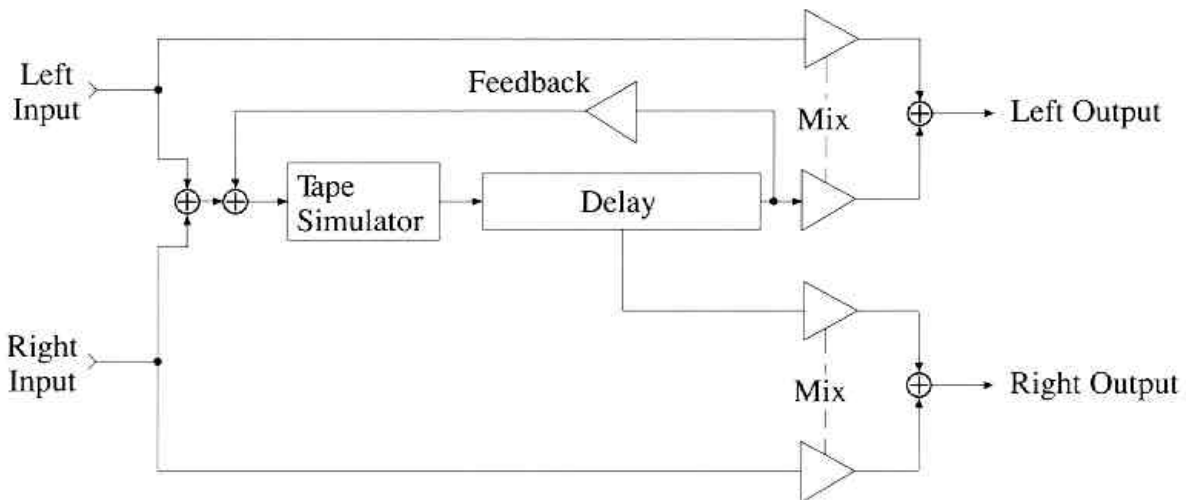 Left
Input
Feedback
Mix
Left Output
Tape
Simulator
Delay
Right
Input
Mix
Right Output